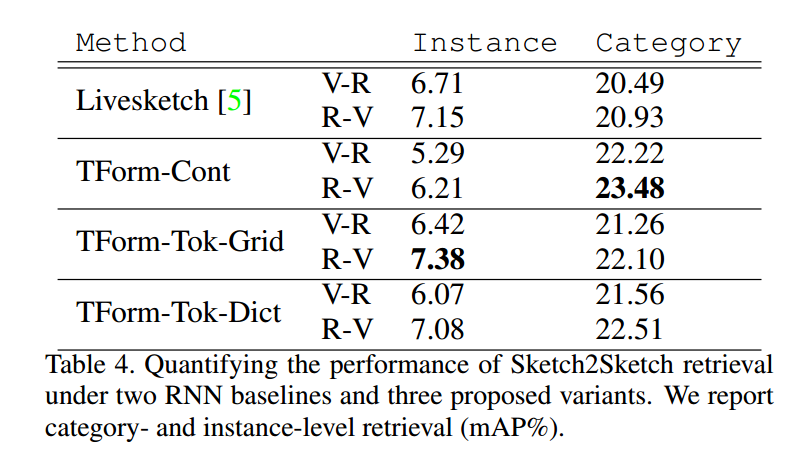 Method Instance Category
Livesketch [5] V-R 6.71 20.49
R-V 7.15 20.93
TForm-Cont V-R 5.29 22.22
R-V 6.21 23.48
TForm-Tok-Grid V-R 6.42 21.26
R-V 7.38 22.10
TForm-Tok-Dict V-R 6.07 21.56
R-V 7.08 22.51
Table 4. Quantifying the performance of Sketch2Sketch retrieval
under two RNN baselines and three proposed variants. We report
category- and instance-level retrieval (mAP%).